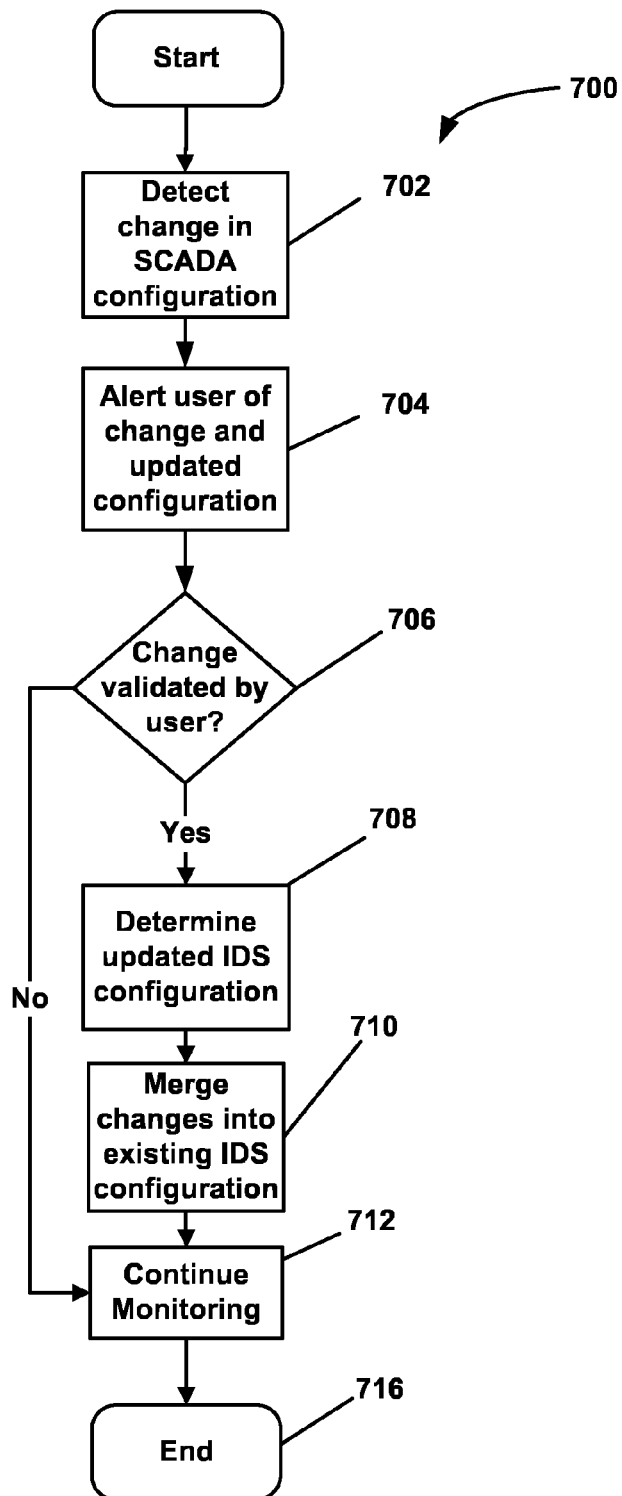 Start
700
702
Detect
change in
SCADA
configuration
704
Alert user of
change and
updated
configuration
706
Change
validated by
user?
Yes
708
Determine
updated IDS
configuration
No
710
Merge
changes into
existing IDS
configuration
712
Continue
Monitoring
716
End